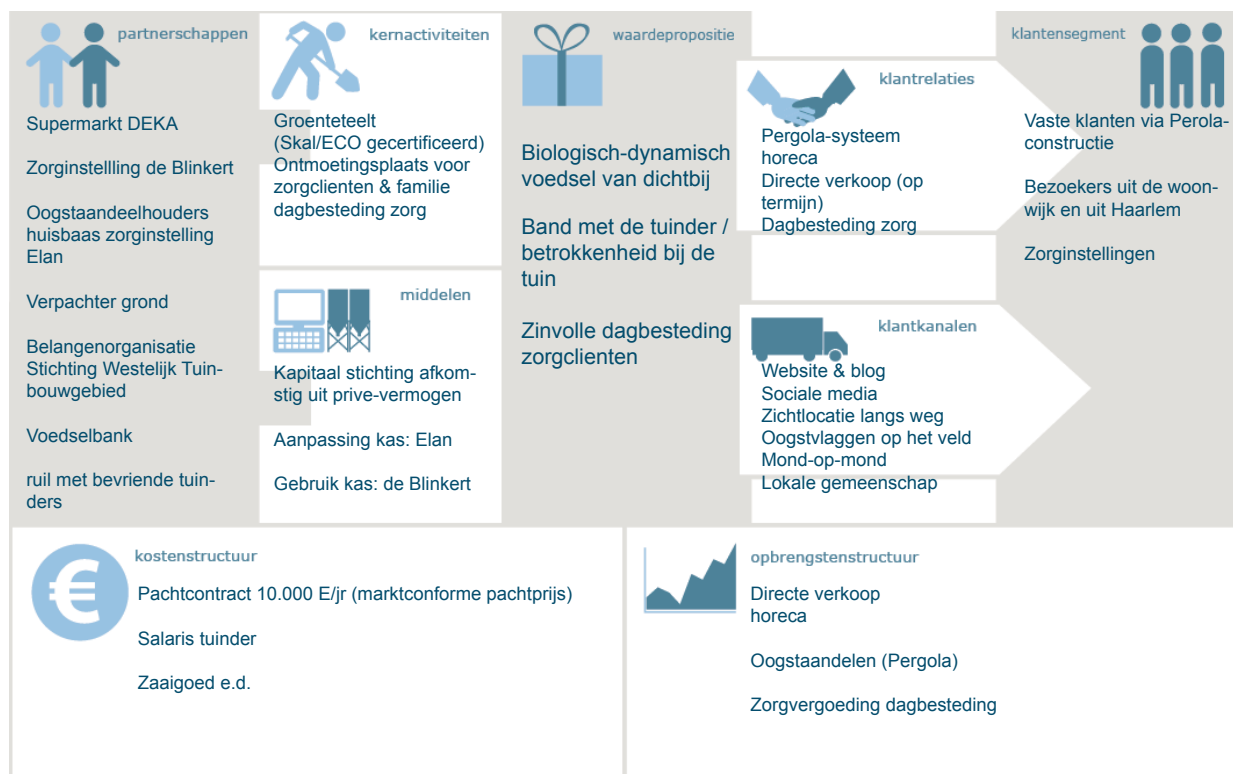 partnerschappen
Supermarkt DEKA
Zorginstellling de Blinkert
Oogstaandeelhouders
huisbaas zorginstelling
Elan
Verpachter grond
Belangenorganisatie
Stichting Westelijk Tuin-
bouwgebied
Voedselbank
ruil met bevriende tuin-
ders
kernactiviteiten
Groenteteelt
(Skal/ECO gecertificeerd)
Ontmoetingsplaats voor
zorgclienten & familie
dagbesteding zorg
middelen
Kapitaal stichting afkom-
stig uit prive-vermogen
Aanpassing kas: Elan
Gebruik kas: de Blinkert
waardepropositie
Biologisch-dynamisch
voedsel van dichtbij
Band met de tuinder /
betrokkenheid bij de
tuin
Zinvolle dagbesteding
zorgclienten
klantrelaties
Pergola-systeem
horeca
Directe verkoop (op
termijn)
Dagbesteding zorg
klantkanalen
Website & blog
Sociale media
Zichtlocatie langs weg
Oogstvlaggen op het veld
Mond-op-mond
Lokale gemeenschap
klantensegment
Vaste klanten via Perola-
constructie
Bezoekers uit de woon-
wijk en uit Haarlem
Zorginstellingen
kostenstructuur
€
Pachtcontract 10.000 E/jr (marktconforme pachtprijs)
Salaris tuinder
Zaaigoed e.d.
opbrengstenstructuur
Directe verkoop
horeca
Oogstaandelen (Pergola)
Zorgvergoeding dagbesteding